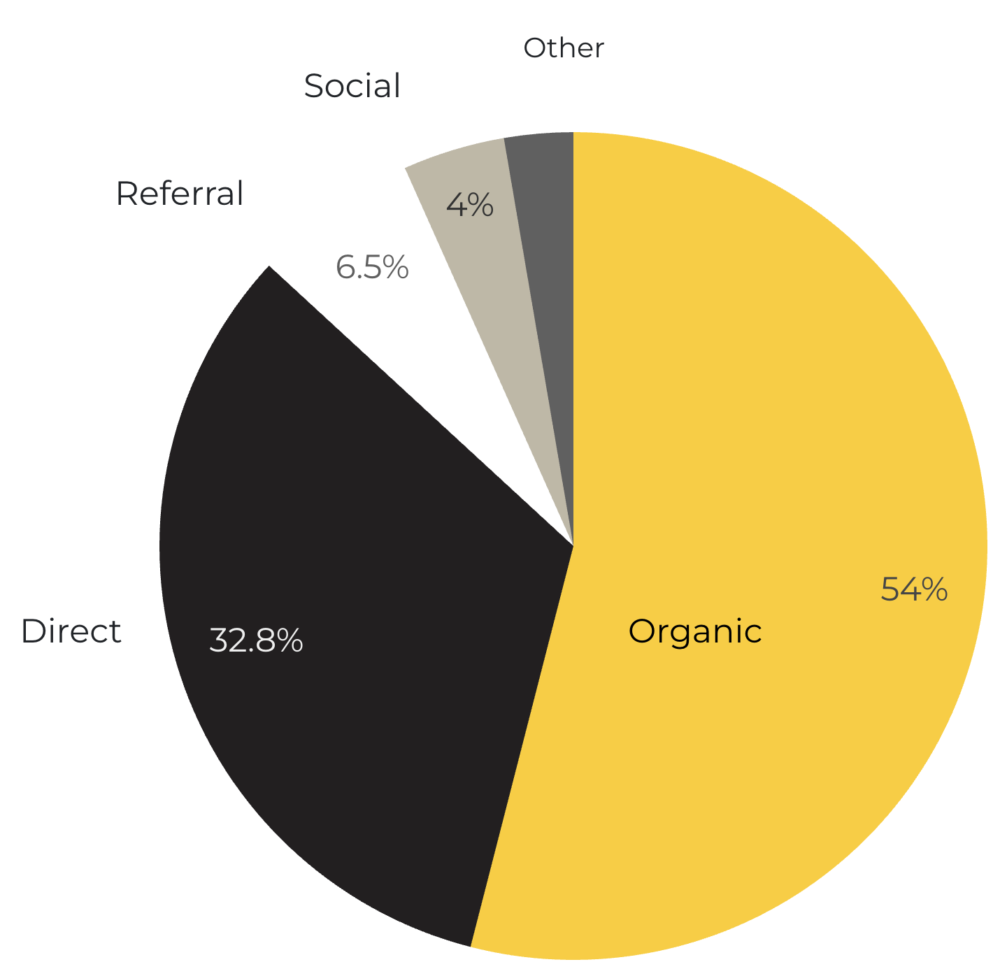 Other
Social
Referral
4%
6.5%
54%
Direct
32.8%
Organic